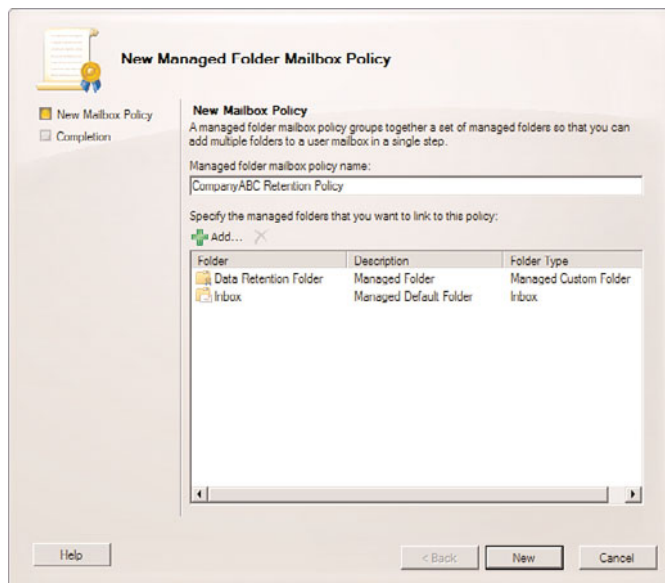 New Managed Folder Mailbox Policy
New Mailbox Policy
Completion
New Mailbox Policy
A managed folder mailbox policy groups together a set of managed folders so that you can
add multiple folders to a user mailbox in a single step.
Managed folder mailbox policy name:
CompanyABC Retention Policy
Specify the managed folders that you want to link to this policy:
Add...
Folder Description Folder Type
Data Retention Folder Managed Folder Managed Custom Folder
Inbox Managed Default Folder Inbox
Help < Back New Cancel